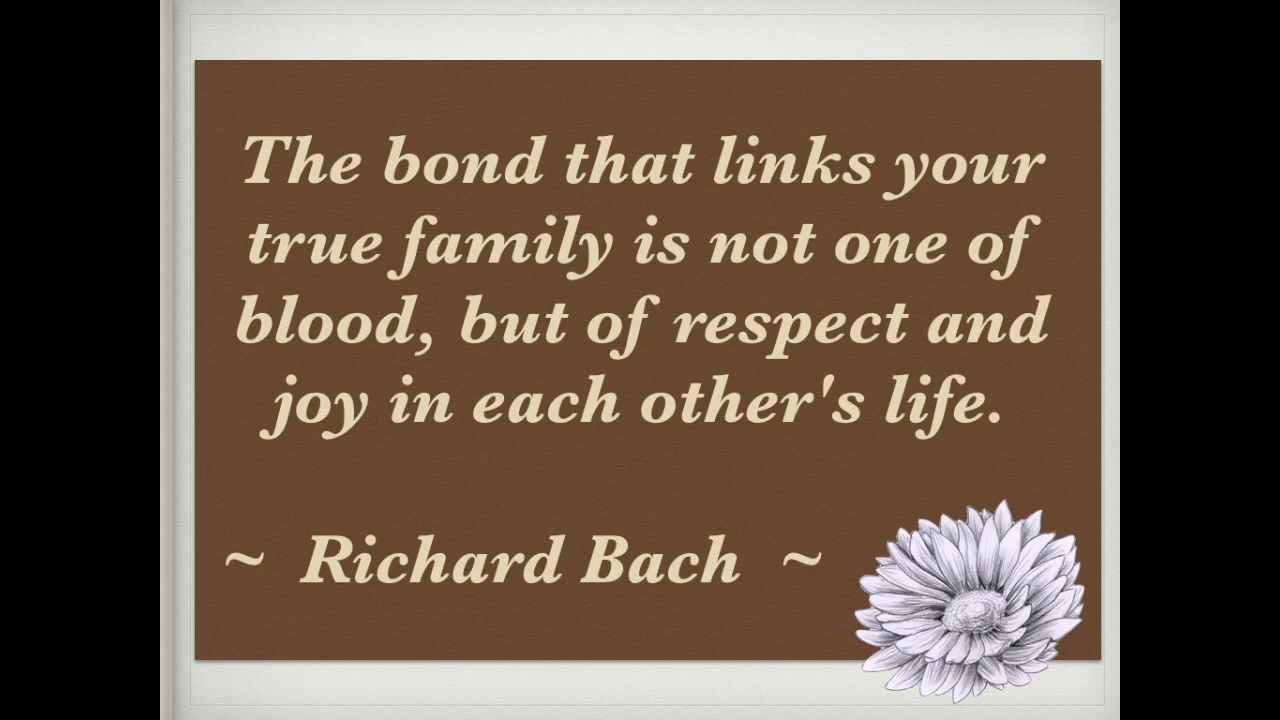 The bond that links your
true family is not one of
blood, but of respect and
joy in each other's life.
~ Richard Bach ~